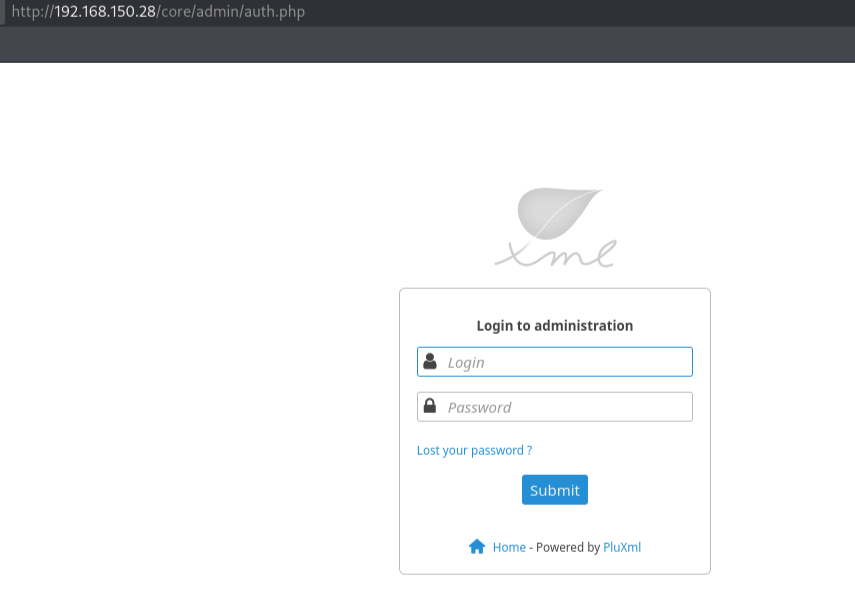 http://192.168.150.28/core/admin/auth.php
xml
Login to administration
Login
Password
Lost your password ?
Submit
Home - Powered by PluXml